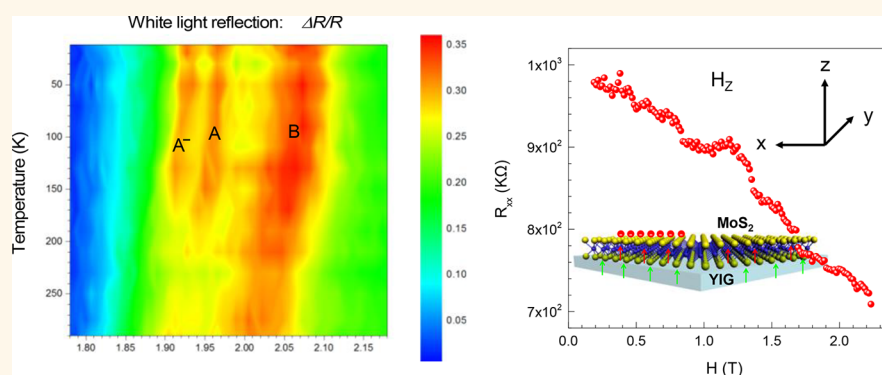 White light reflection: ΔR/R
Temperature (K)
50
100
150
200
250
A⁻
A
B
1.80
1.85
1.90
1.95
2.00
2.05
2.10
2.15
0.35
0.30
0.25
0.20
0.15
0.10
0.05
R_xx (KΩ)
1x10³
9x10²
8x10²
7x10²
H_Z
z
y
x
MoS₂
YIG
0.0
0.5
1.0
1.5
2.0
H (T)